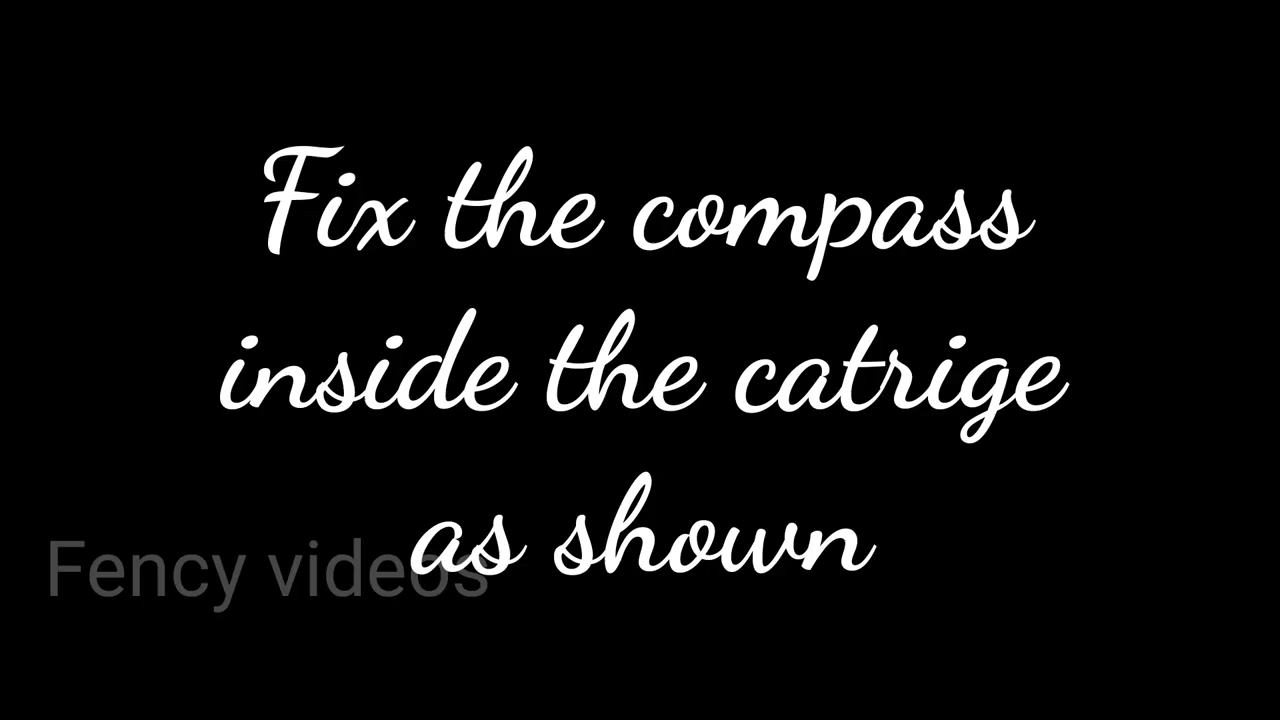 Fix the compass
inside the catrige
as shown
Fency videos